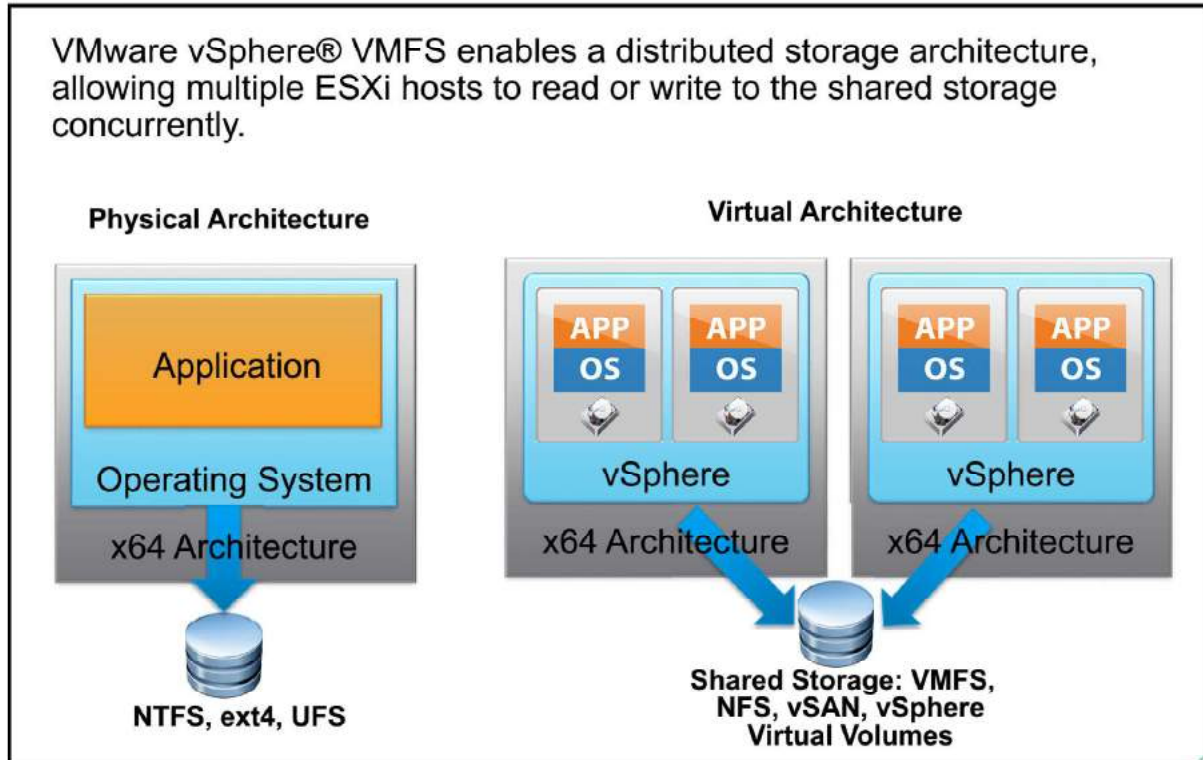 VMware vSphere® VMFS enables a distributed storage architecture,
allowing multiple ESXi hosts to read or write to the shared storage
concurrently.
Physical Architecture
Application
Operating System
x64 Architecture
NTFS, ext4, UFS
Virtual Architecture
APP
OS
APP
OS
vSphere
x64 Architecture
APP
OS
APP
OS
vSphere
x64 Architecture
Shared Storage: VMFS,
NFS, vSAN, vSphere
Virtual Volumes